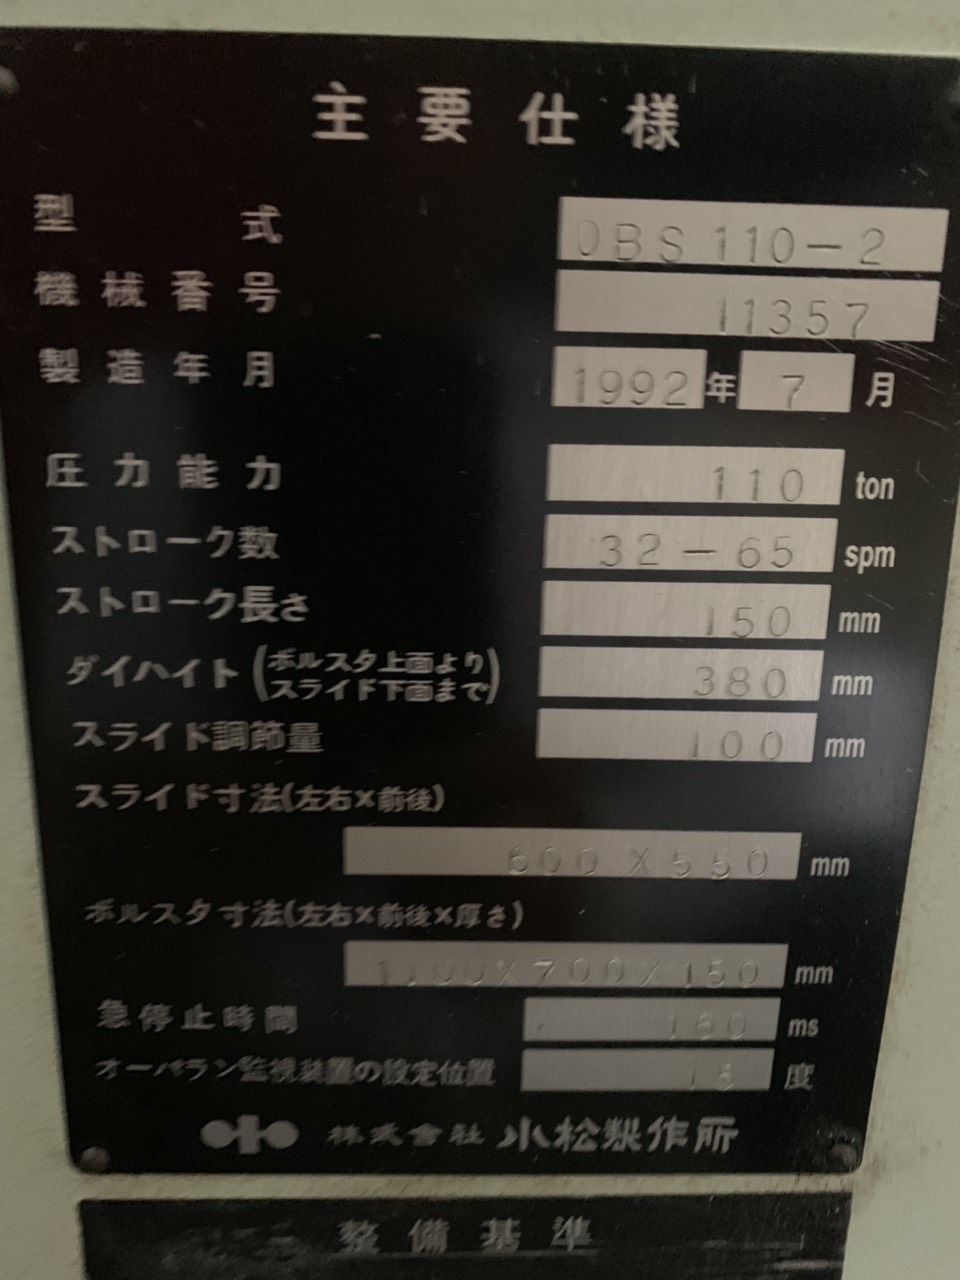 主要仕様
型式 OBS110-2
機械番号 11357
製造年月 1992年7月
圧力能力 110 ton
ストローク数 32-65 spm
ストローク長さ 150 mm
ダイハイト(ボルスタ上面より
スライド下面まで) 380 mm
スライド調節量 100 mm
スライド寸法(左右×前後)
600X550 mm
ボルスタ寸法(左右×前後×厚さ)
1100X700X150 mm
急停止時間 160 ms
オーバラン監視装置の設定位置 15 度
株式會社 小松製作所
整備基準